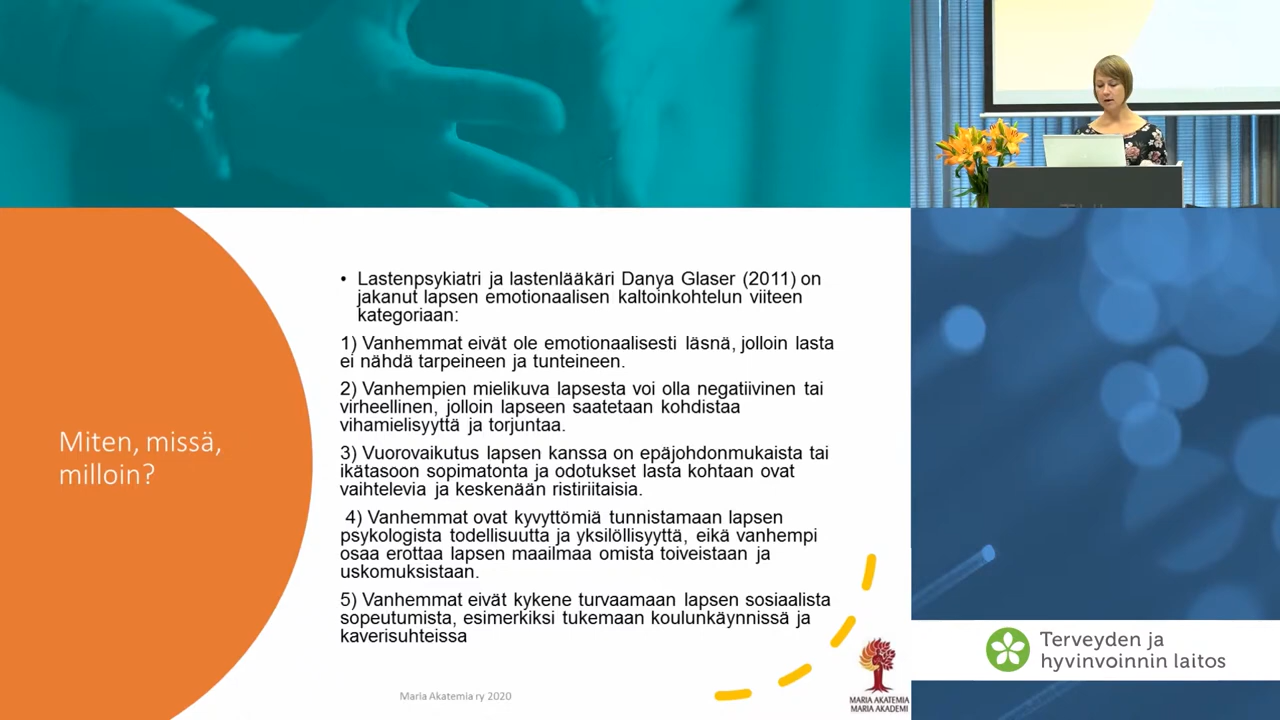 Miten, missä,
milloin?
• Lastenpsykiatri ja lastenlääkäri Danya Glaser (2011) on
jakanut lapsen emotionaalisen kaltoinkohtelun viiteen
kategoriaan:
1) Vanhemmat eivät ole emotionaalisesti läsnä, jolloin lasta
ei nähdä tarpeineen ja tunteineen.
2) Vanhempien mielikuva lapsesta voi olla negatiivinen tai
virheellinen, jolloin lapseen saatetaan kohdistaa
vihamielisyyttä ja torjuntaa.
3) Vuorovaikutus lapsen kanssa on epäjohdonmukaista tai
ikätasoon sopimatonta ja odotukset lasta kohtaan ovat
vaihtelevia ja keskenään ristiriitaisia.
4) Vanhemmat ovat kyvyttömiä tunnistamaan lapsen
psykologista todellisuutta ja yksilöllisyyttä, eikä vanhempi
osaa erottaa lapsen maailmaa omista toiveistaan ja
uskomuksistaan.
5) Vanhemmat eivät kykene turvaamaan lapsen sosiaalista
sopeutumista, esimerkiksi tukemaan koulunkäynnissä ja
kaverisuhteissa
Maria Akatemia ry 2020
MARIA AKATEMIA
MARIA AKADEMI
Terveyden ja
hyvinvoinnin laitos